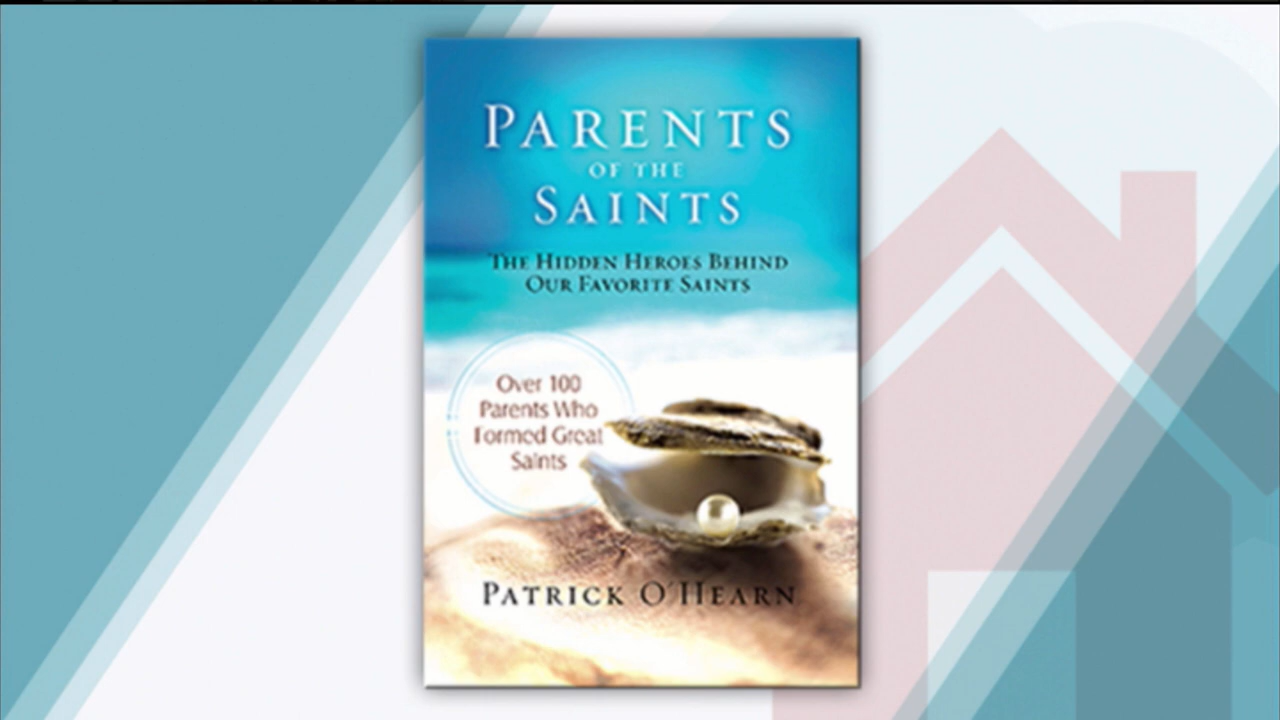 PARENTS
OF THE
SAINTS
THE HIDDEN HEROES BEHIND
OUR FAVORITE SAINTS
Over 100
Parents Who
Formed Great
Saints
PATRICK O'HEARN